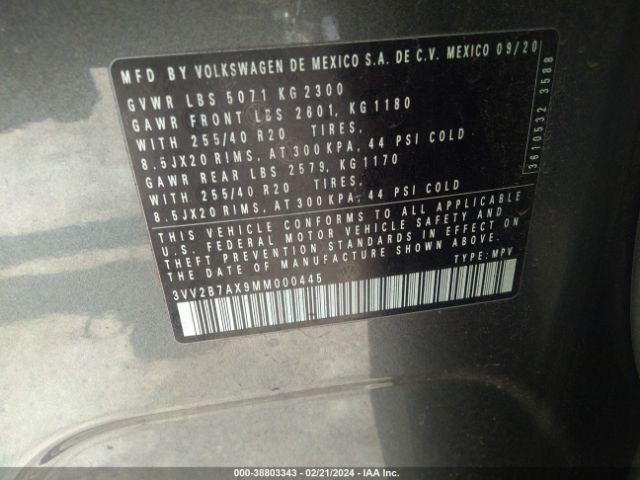 MFD BY VOLKSWAGEN DE MEXICO S.A. DE C.V. MEXICO 09/20
GVWR LBS 5071 KG 2300
GAWR FRONT LBS 2601, KG 1180
WITH 255/40 R20 TIRES,
8.5JX20 RIMS, AT 300 KPA, 44 PSI COLD
GAWR REAR LBS 2579, KG 1170
WITH 255/40 R20 TIRES,
8.5JX20 RIMS, AT 300 KPA, 44 PSI COLD
THIS VEHICLE CONFORMS TO ALL APPLICABLE
U.S. FEDERAL MOTOR VEHICLE SAFETY AND
THEFT PREVENTION STANDARDS IN EFFECT ON
THE DATE OF MANUFACTURE SHOWN ABOVE.
3VV2B7AX9MM000445 TYPE: MPV
3610532 3588
000-38803343 - 02/21/2024 - IAA Inc.